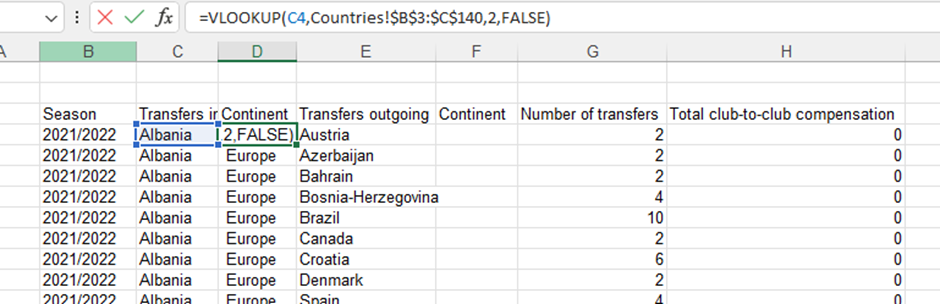 fx =VLOOKUP(C4,Countries!$B$3:$C$140,2,FALSE)
A B C D E F G H
Season Transfers in Continent Transfers outgoing Continent Number of transfers Total club-to-club compensation
2021/2022 Albania ,2,FALSE) Austria 2 0
2021/2022 Albania Europe Azerbaijan 2 0
2021/2022 Albania Europe Bahrain 2 0
2021/2022 Albania Europe Bosnia-Herzegovina 4 0
2021/2022 Albania Europe Brazil 10 0
2021/2022 Albania Europe Canada 2 0
2021/2022 Albania Europe Croatia 6 0
2021/2022 Albania Europe Denmark 2 0
2021/2022 Albania Europe Spain 4 0